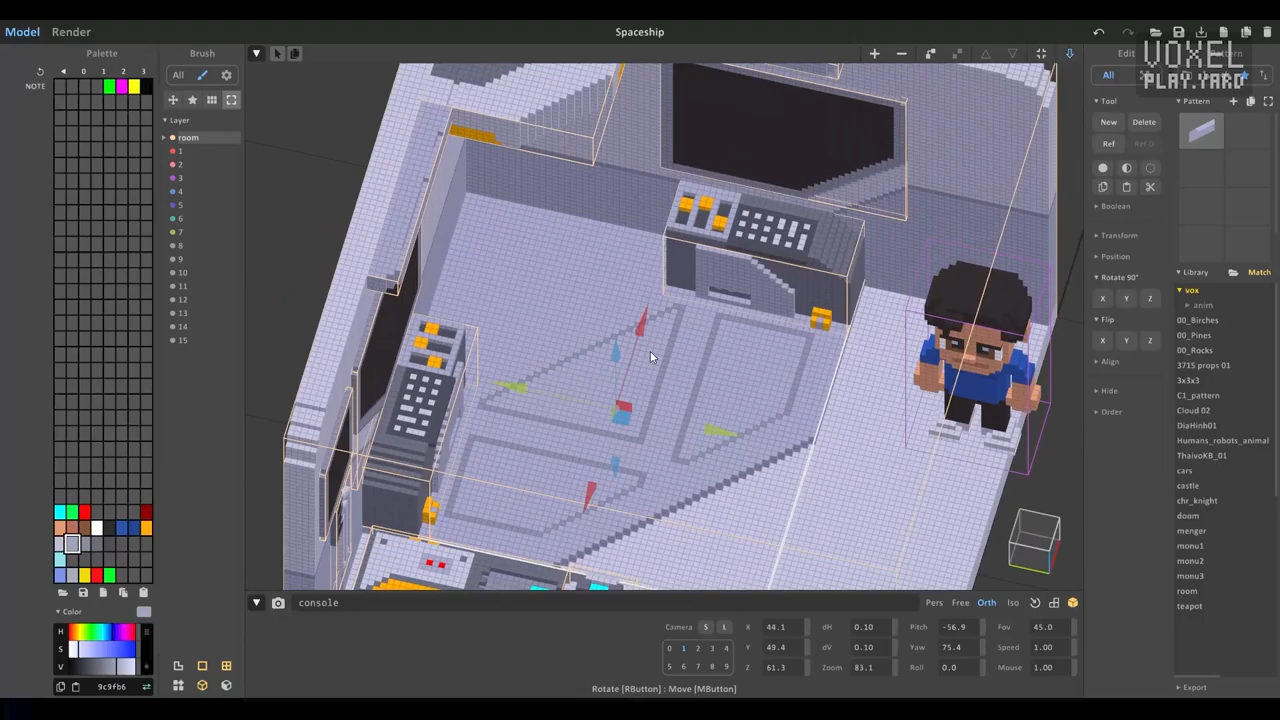 Model Render
Spaceship
VOXEL
PLAY.YARD
Palette
0 1 2 3
NOTE
Color
H
S
V
9c9fb6
Brush
All
Layer
room
1
2
3
4
5
6
7
8
9
10
11
12
13
14
15
console
Pers Free Orth Iso
Camera S L
0 1 2 3 4
5 6 7 8 9
X 44.1 dH 0.10 Pitch -56.9 Fov 45.0
Y 49.4 dV 0.10 Yaw 75.4 Speed 1.00
Z 61.3 Zoom 83.1 Roll 0.0 Mouse 1.00
Rotate [RButton] : Move [MButton]
Edit
All
Tool
New Delete
Ref Ref D
Boolean
Transform
Position
Rotate 90°
X Y Z
Flip
X Y Z
Align
Hide
Order
Pattern
Pattern
Library Match
vox
anim
00_Birches
00_Pines
00_Rocks
3715 props 01
3x3x3
C1_pattern
Cloud 02
DiaHinh01
Humans_robots_animal
ThaivoKB_01
cars
castle
chr_knight
doom
menger
monu1
monu2
monu3
room
teapot
Export